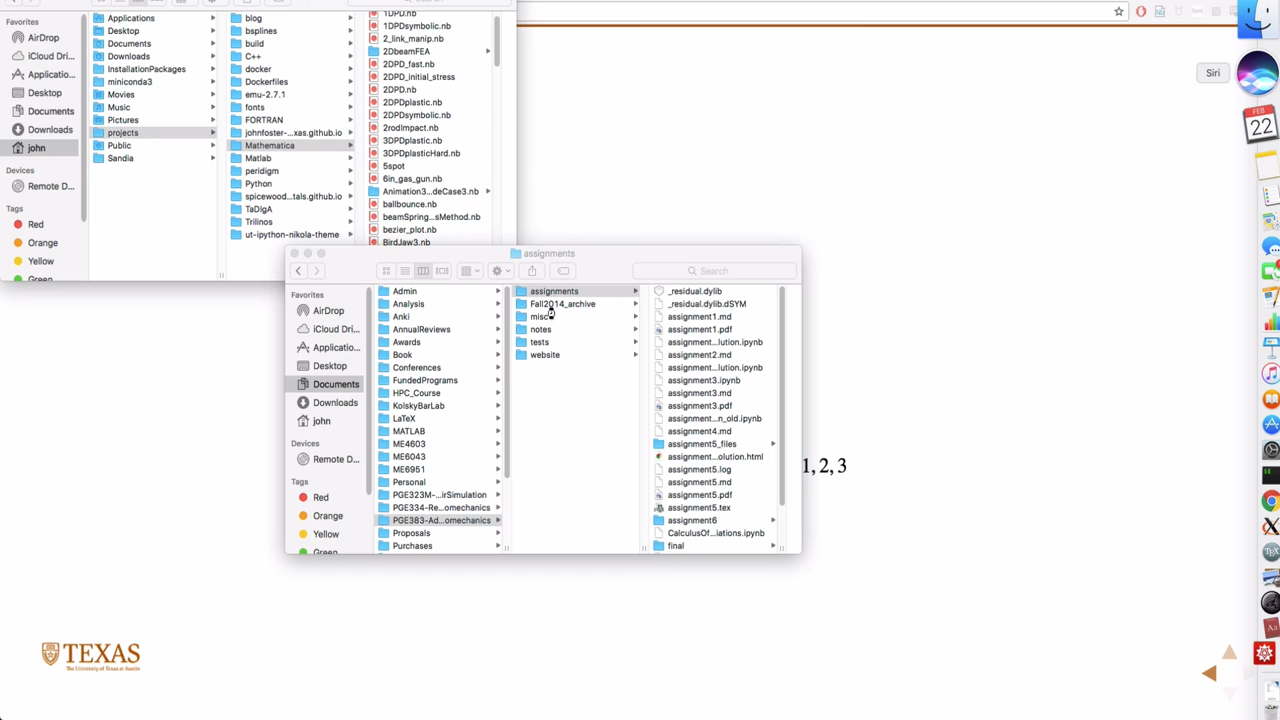 Favorites
AirDrop
iCloud Dri...
Applicatio...
Desktop
Documents
Downloads
john
Devices
Remote D...
Tags
Red
Orange
Yellow
Green
Applications
Desktop
Documents
Downloads
InstallationPackages
miniconda3
Movies
Music
Pictures
projects
Public
Sandia
blog
bsplines
build
C++
docker
Dockerfiles
emu-2.7.1
fonts
FORTRAN
johnfoster-...xas.github.io
Mathematica
Matlab
peridigm
Python
spicewood...tals.github.io
TaDIgA
Trilinos
ut-ipython-nikola-theme
1DPD.nb
1DPDsymbolic.nb
2_link_manip.nb
2DbeamFEA
2DPD_fast.nb
2DPD_initial_stress
2DPD.nb
2DPDplastic.nb
2DPDsymbolic.nb
2rodImpact.nb
3DPDplastic.nb
3DPDplasticHard.nb
5spot
6in_gas_gun.nb
Animation3...deCase3.nb
ballbounce.nb
beamSpring...sMethod.nb
bezier_plot.nb
BirdJaw3.nb
Siri
FEB
22
assignments
Search
Favorites
AirDrop
iCloud Dri...
Applicatio...
Desktop
Documents
Downloads
john
Devices
Remote D...
Tags
Red
Orange
Yellow
Green
Admin
Analysis
Anki
AnnualReviews
Awards
Book
Conferences
FundedPrograms
HPC_Course
KolskyBarLab
LaTeX
MATLAB
ME4603
ME6043
ME6951
Personal
PGE323M-...irSimulation
PGE334-Re...omechanics
PGE383-Ad...omechanics
Proposals
Purchases
assignments
Fall2014_archive
misc
notes
tests
website
_residual.dylib
_residual.dylib.dSYM
assignment1.md
assignment1.pdf
assignment...lution.ipynb
assignment2.md
assignment...lution.ipynb
assignment3.ipynb
assignment3.md
assignment3.pdf
assignment...n_old.ipynb
assignment4.md
assignment5_files
assignment...olution.html
assignment5.log
assignment5.md
assignment5.pdf
assignment5.tex
assignment6
CalculusOf...iations.ipynb
final
1, 2, 3
TEXAS
The University of Texas at Austin